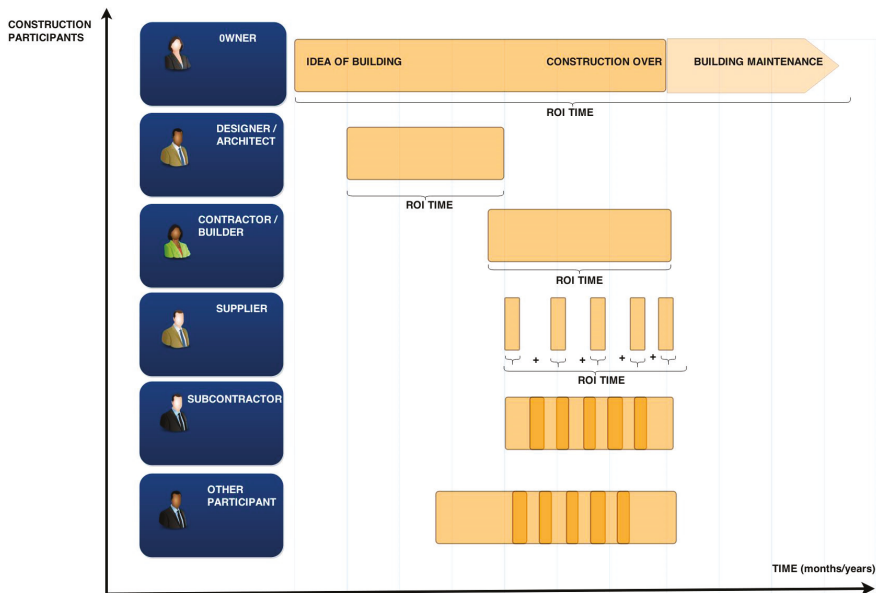 CONSTRUCTION
PARTICIPANTS
0WNER
IDEA OF BUILDING
CONSTRUCTION OVER
BUILDING MAINTENANCE
ROI TIME
DESIGNER /
ARCHITECT
ROI TIME
CONTRACTOR /
BUILDER
ROI TIME
SUPPLIER
+ + + +
ROI TIME
SUBCONTRACTOR
OTHER
PARTICIPANT
TIME (months/years)